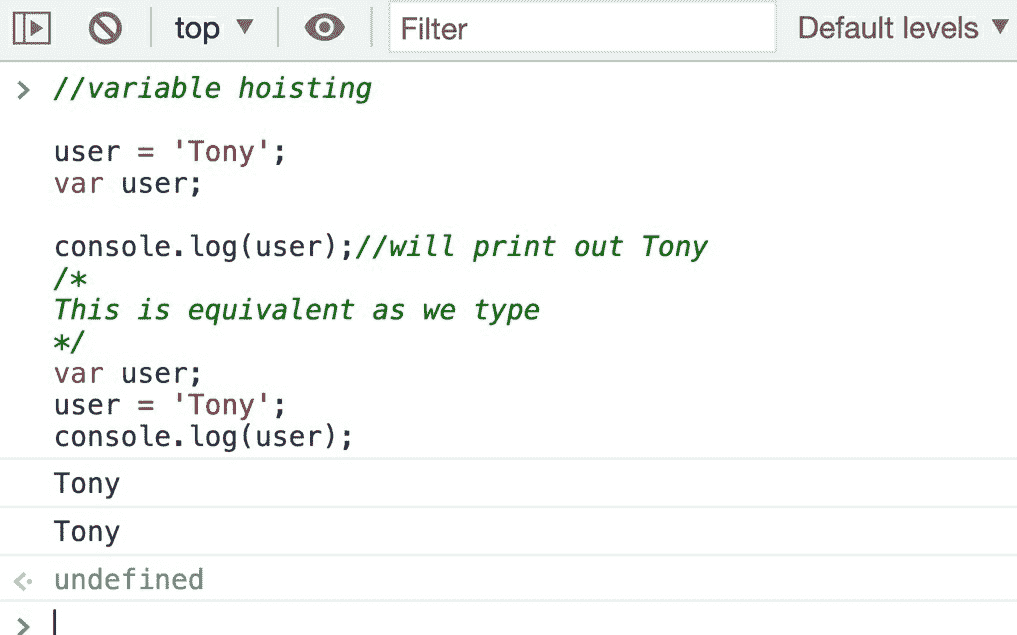 top Filter Default levels
//variable hoisting
user = 'Tony';
var user;
console.log(user);//will print out Tony
/*
This is equivalent as we type
*/
var user;
user = 'Tony';
console.log(user);
Tony
Tony
undefined